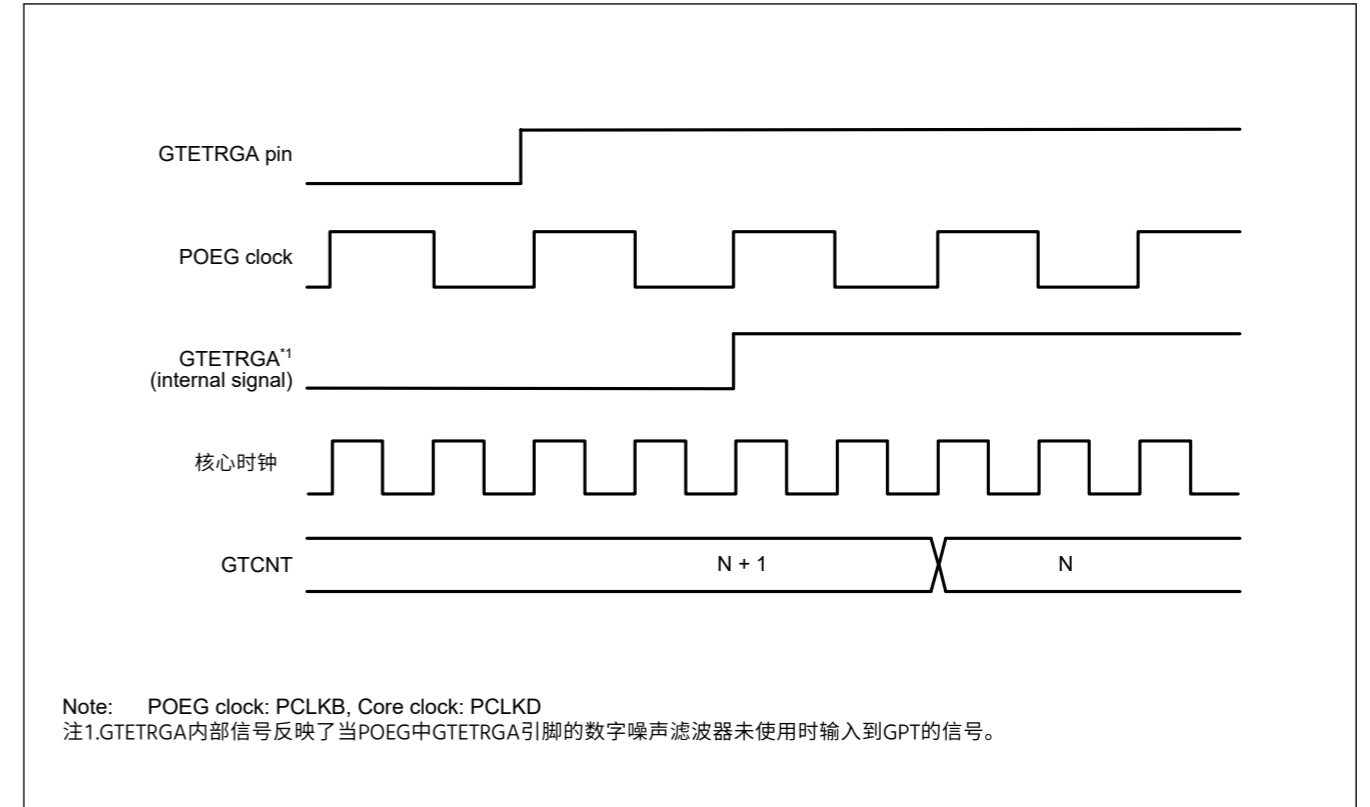 GTETRGA pin
POEG clock
GTETRGA*1
(internal signal)
核心时钟
GTCNT
N + 1
N
Note: POEG clock: PCLKB, Core clock: PCLKD
注1.GTETRGA内部信号反映了当POEG中GTETRGA引脚的数字噪声滤波器未使用时输入到GPT的信号。